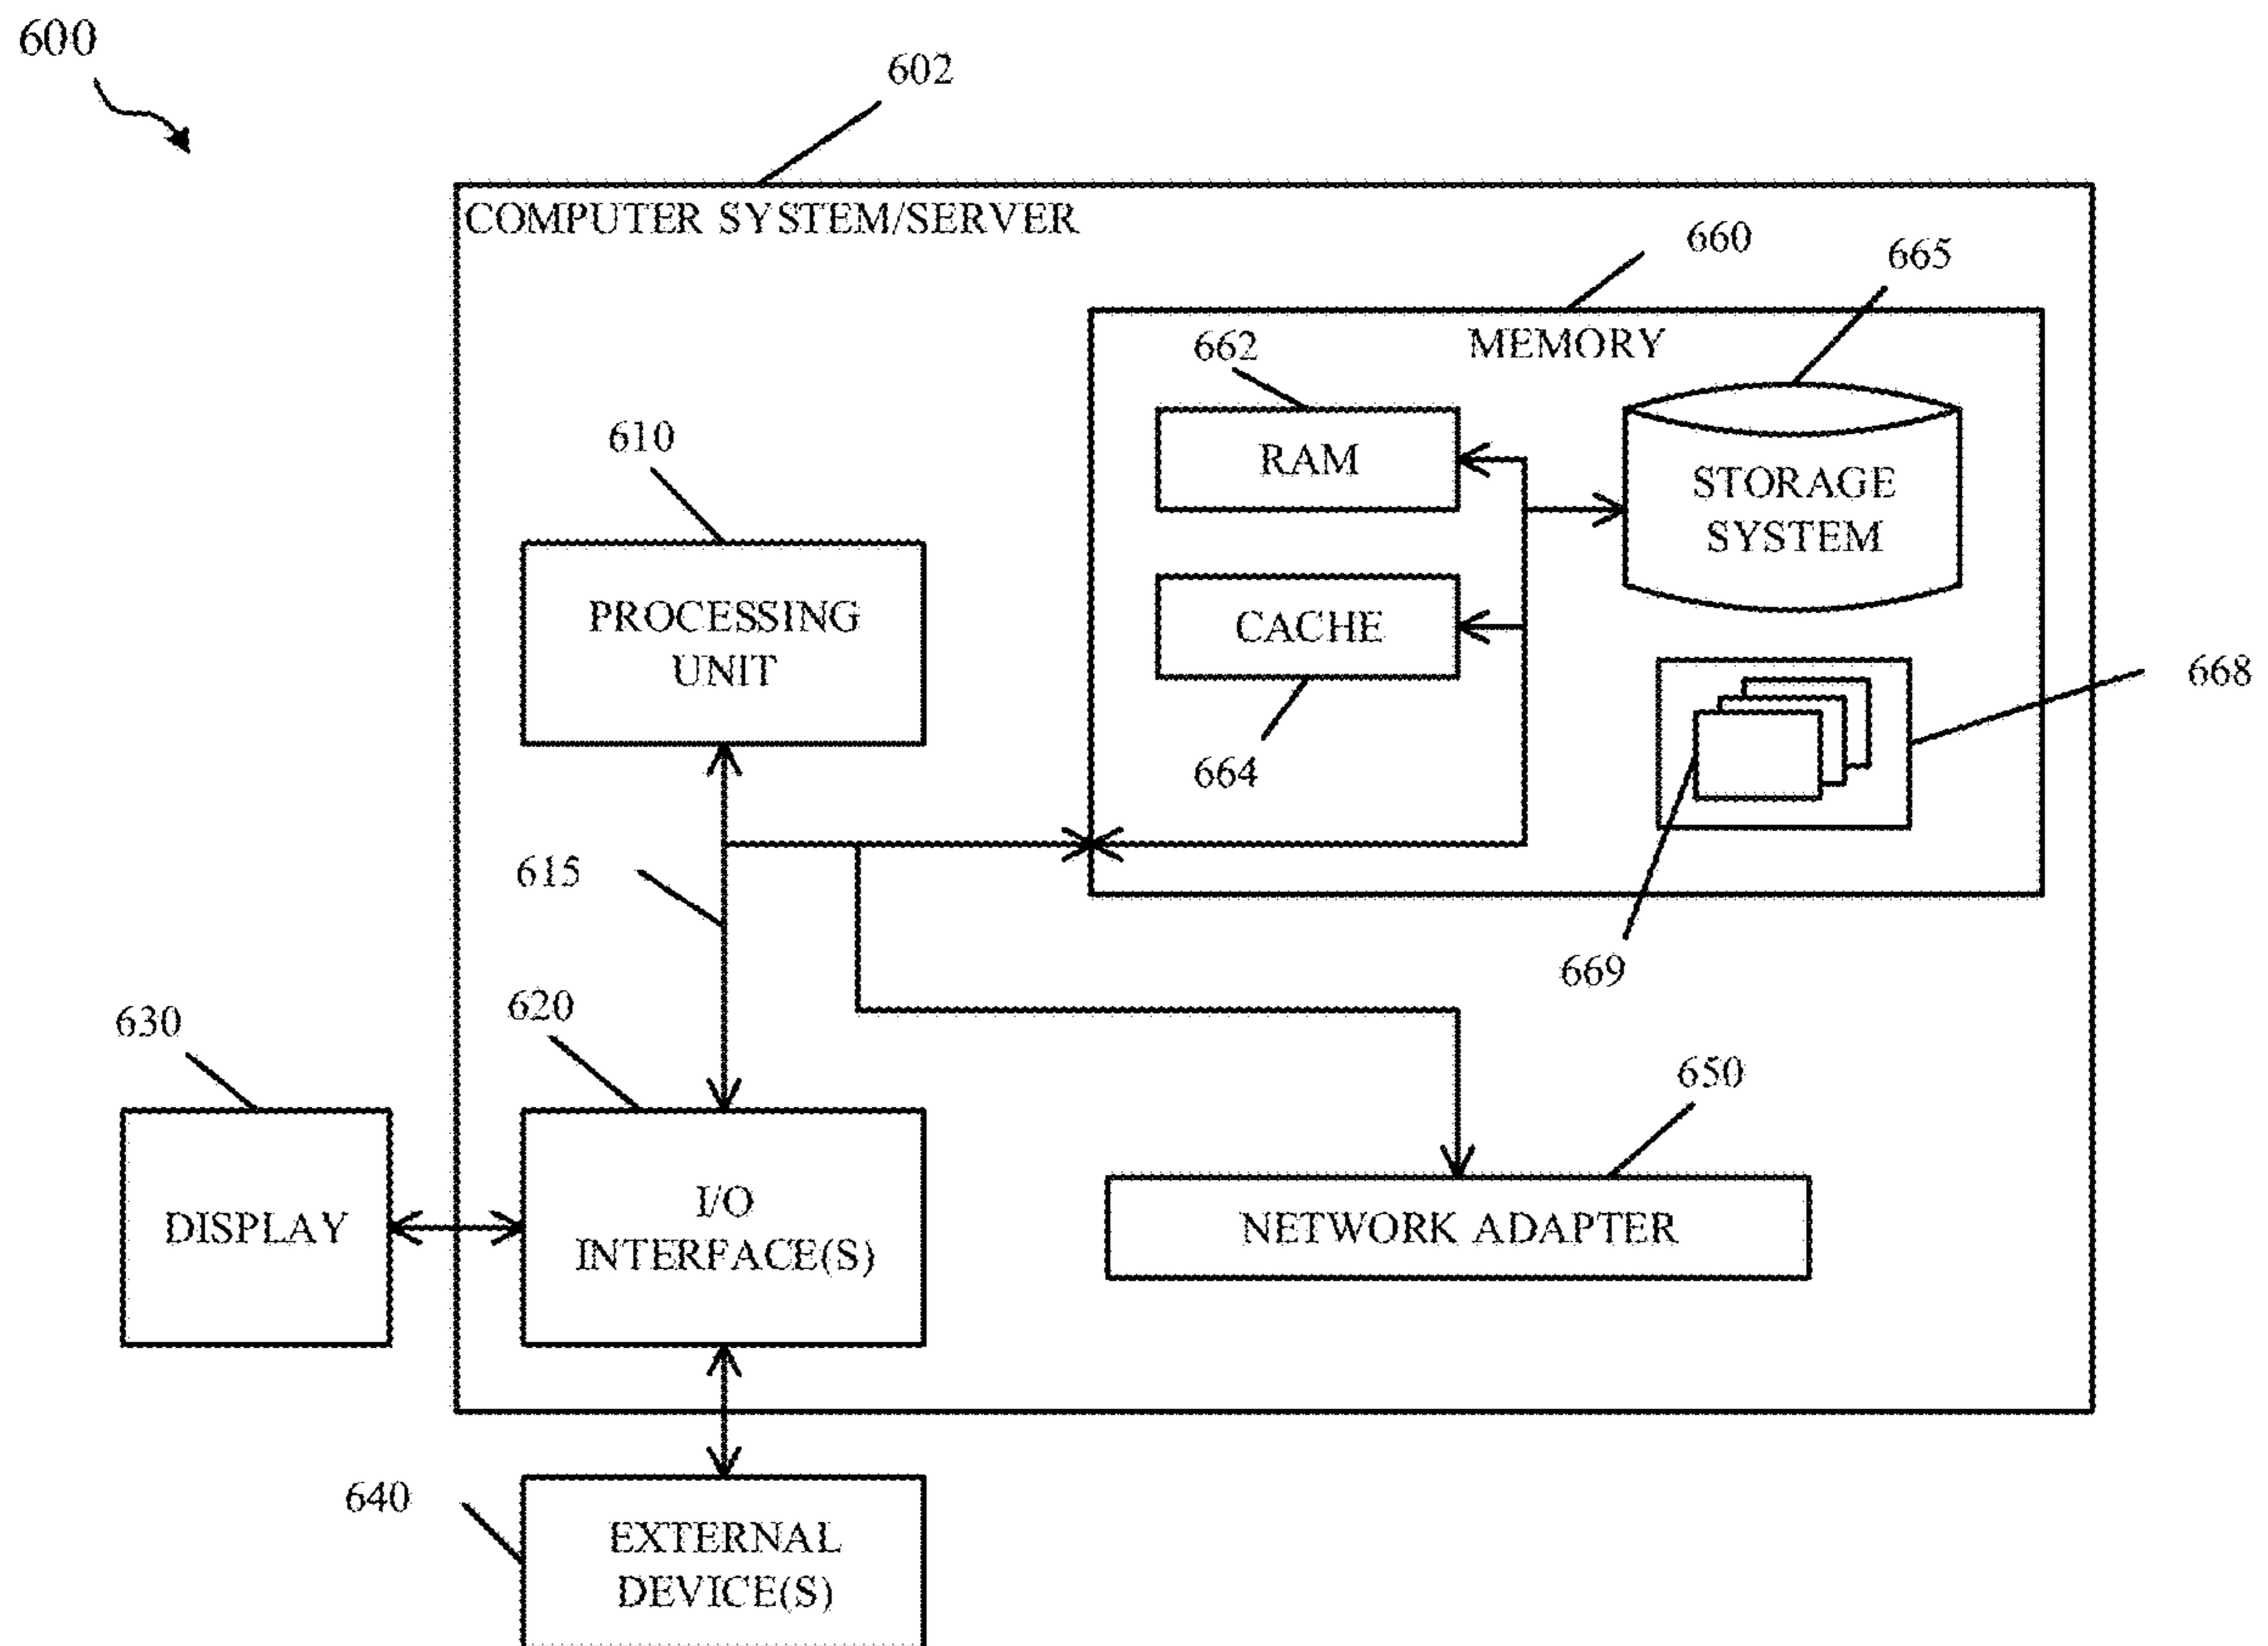 600
602
COMPUTER SYSTEM/SERVER
660
665
MEMORY
662
RAM
STORAGE
SYSTEM
610
PROCESSING
UNIT
CACHE
664
668
669
615
620
630
650
DISPLAY
I/O
INTERFACE(S)
NETWORK ADAPTER
640
EXTERNAL
DEVICE(S)